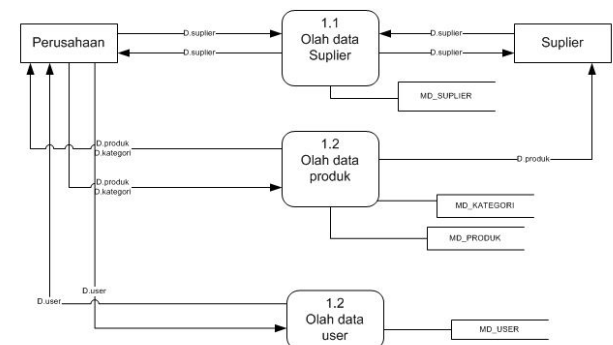 1.1
Olah data
Suplier
Perusahaan
D.suplier
D.suplier
D.suplier
D.suplier
Suplier
MD_SUPLIER
1.2
Olah data
produk
D.produk
D.kategori
D.produk
D.produk
D.kategori
MD_KATEGORI
MD_PRODUK
D.user
D.user
1.2
Olah data
user
MD_USER